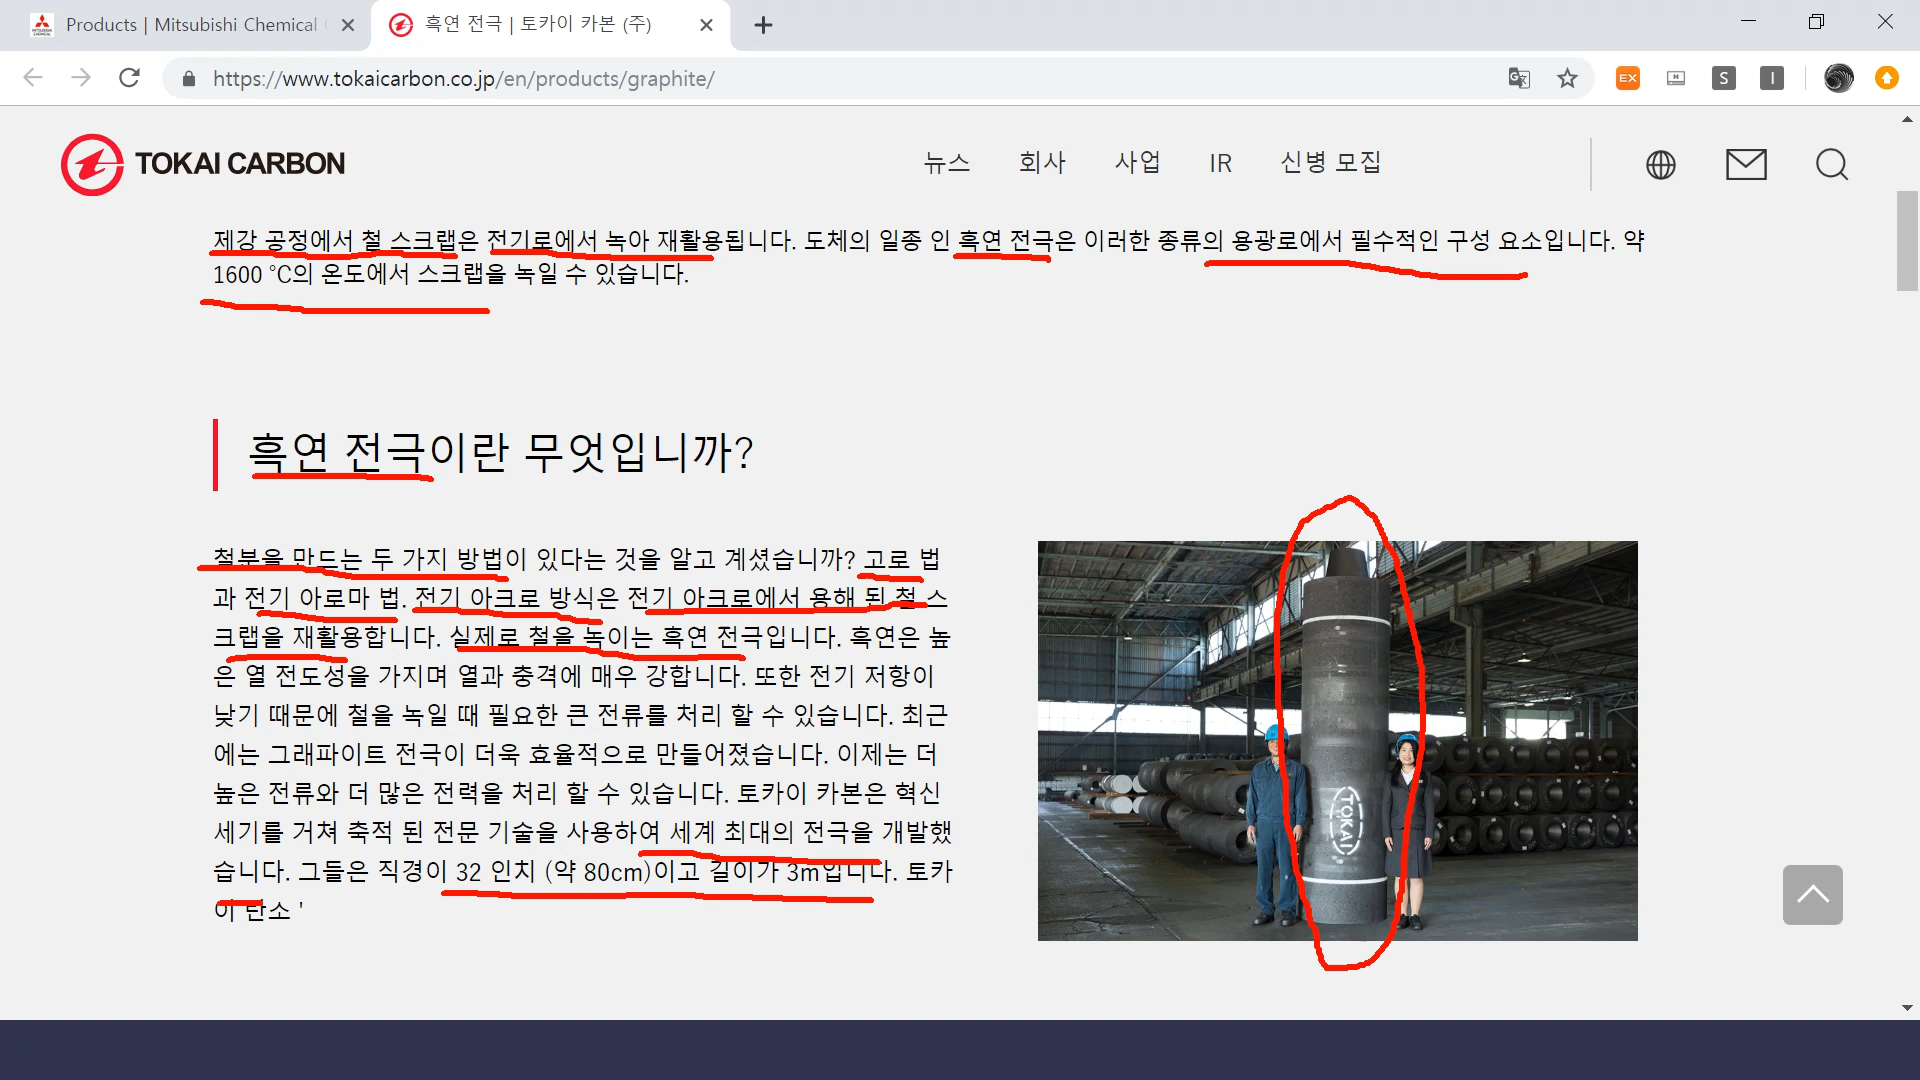 Products | Mitsubishi Chemical
흑연 전극 | 토카이 카본 (주)
https://www.tokaicarbon.co.jp/en/products/graphite/
EX
N
S
I
TOKAI CARBON
뉴스
회사
사업
IR
신병 모집
제강 공정에서 철 스크랩은 전기로에서 녹아 재활용됩니다. 도체의 일종 인 흑연 전극은 이러한 종류의 용광로에서 필수적인 구성 요소입니다. 약
1600 °C의 온도에서 스크랩을 녹일 수 있습니다.
흑연 전극이란 무엇입니까?
철분을 만드는 두 가지 방법이 있다는 것을 알고 계셨습니까? 고로 법
과 전기 아로마 법. 전기 아크로 방식은 전기 아크로에서 용해 된 철 스
크랩을 재활용합니다. 실제로 철을 녹이는 흑연 전극입니다. 흑연은 높
은 열 전도성을 가지며 열과 충격에 매우 강합니다. 또한 전기 저항이
낮기 때문에 철을 녹일 때 필요한 큰 전류를 처리 할 수 있습니다. 최근
에는 그래파이트 전극이 더욱 효율적으로 만들어졌습니다. 이제는 더
높은 전류와 더 많은 전력을 처리 할 수 있습니다. 토카이 카본은 혁신
세기를 거쳐 축적 된 전문 기술을 사용하여 세계 최대의 전극을 개발했
습니다. 그들은 직경이 32 인치 (약 80cm)이고 길이가 3m입니다. 토카
이 탄소 '
TOKAI